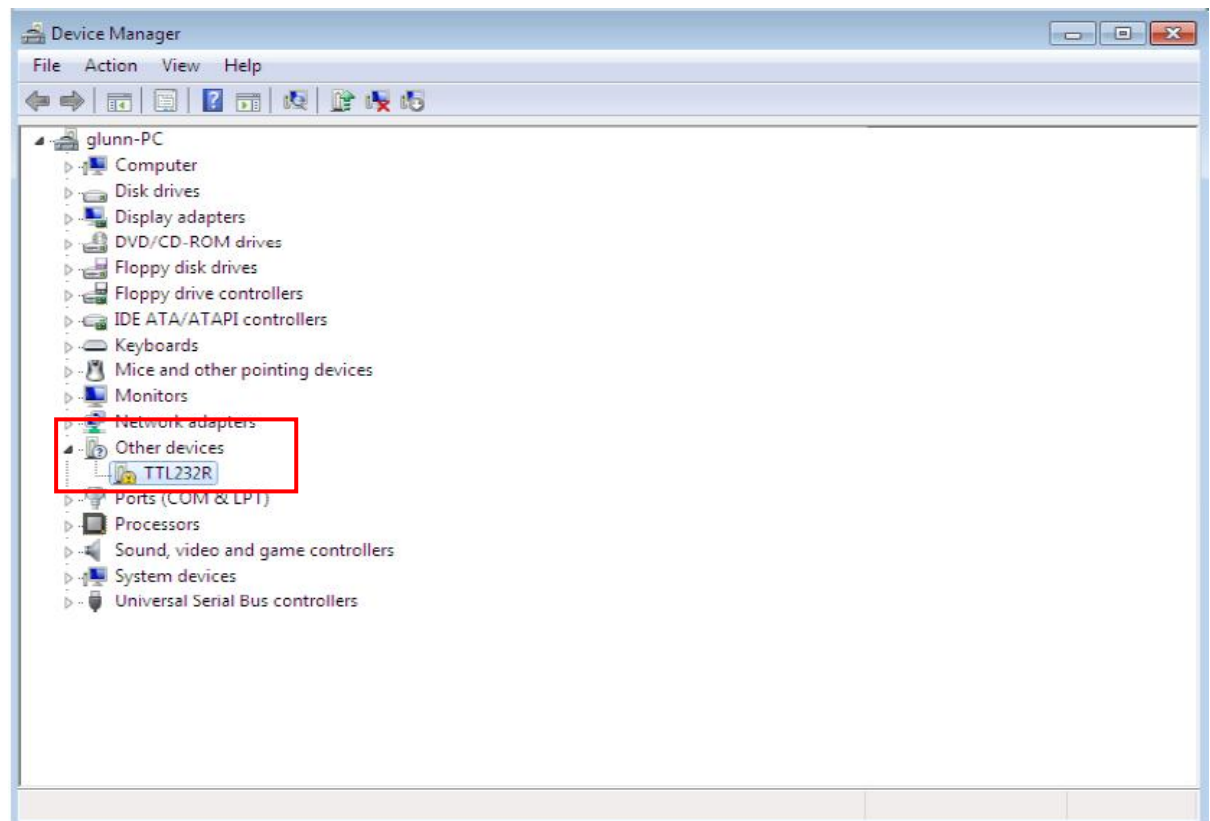 Device Manager
File Action View Help
glunn-PC
Computer
Disk drives
Display adapters
DVD/CD-ROM drives
Floppy disk drives
Floppy drive controllers
IDE ATA/ATAPI controllers
Keyboards
Mice and other pointing devices
Monitors
Network adapters
Other devices
TTL232R
Ports (COM & LPT)
Processors
Sound, video and game controllers
System devices
Universal Serial Bus controllers